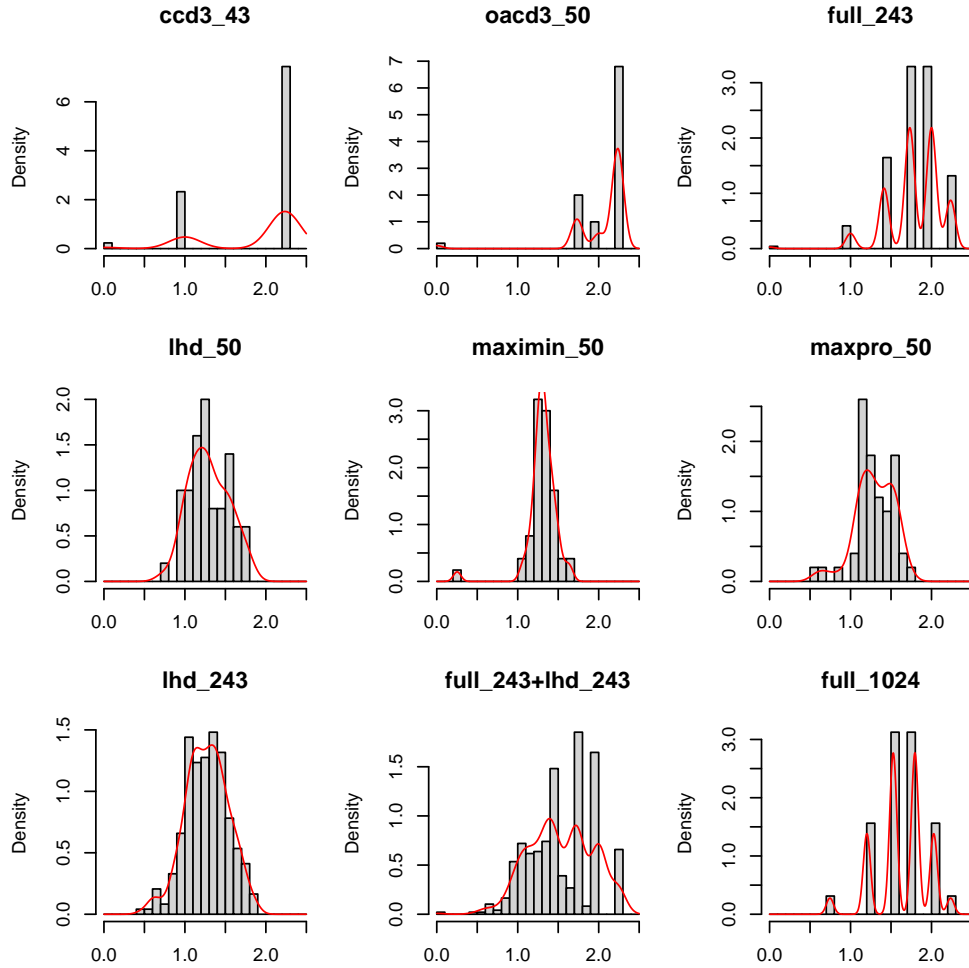 ccd3_43 oacd3_50 full_243
Density 0 2 4 6 0.0 1.0 2.0
Density 0 1 2 3 4 5 6 7 0.0 1.0 2.0
Density 0.0 1.0 2.0 3.0 0.0 1.0 2.0
lhd_50 maximin_50 maxpro_50
Density 0.0 0.5 1.0 1.5 2.0 0.0 1.0 2.0
Density 0.0 1.0 2.0 3.0 0.0 1.0 2.0
Density 0.0 1.0 2.0 0.0 1.0 2.0
lhd_243 full_243+lhd_243 full_1024
Density 0.0 0.5 1.0 1.5 0.0 1.0 2.0
Density 0.0 0.5 1.0 1.5 0.0 1.0 2.0
Density 0.0 1.0 2.0 3.0 0.0 1.0 2.0